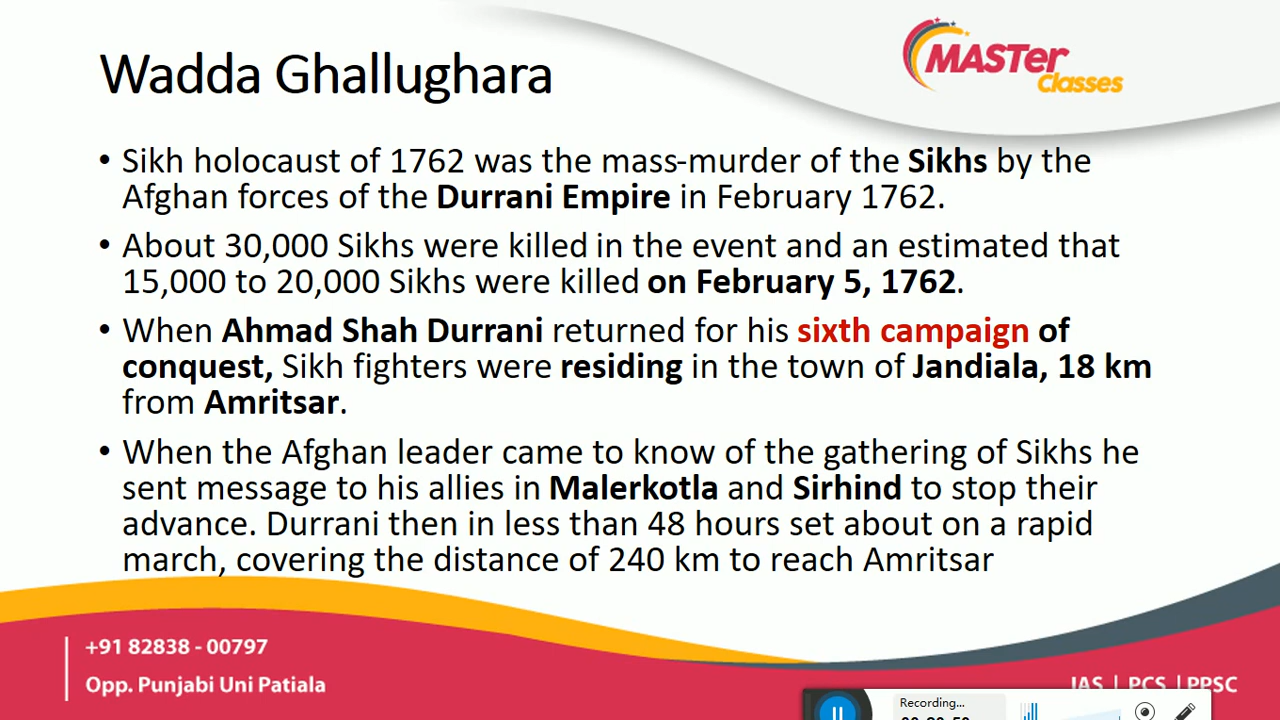 Wadda Ghallughara
MASTer
Classes
• Sikh holocaust of 1762 was the mass-murder of the Sikhs by the
Afghan forces of the Durrani Empire in February 1762.
• About 30,000 Sikhs were killed in the event and an estimated that
15,000 to 20,000 Sikhs were killed on February 5, 1762.
• When Ahmad Shah Durrani returned for his sixth campaign of
conquest, Sikh fighters were residing in the town of Jandiala, 18 km
from Amritsar.
• When the Afghan leader came to know of the gathering of Sikhs he
sent message to his allies in Malerkotla and Sirhind to stop their
advance. Durrani then in less than 48 hours set about on a rapid
march, covering the distance of 240 km to reach Amritsar
+91 82838 - 00797
Opp. Punjabi Uni Patiala
IAS | PCS | PPSC
Recording...